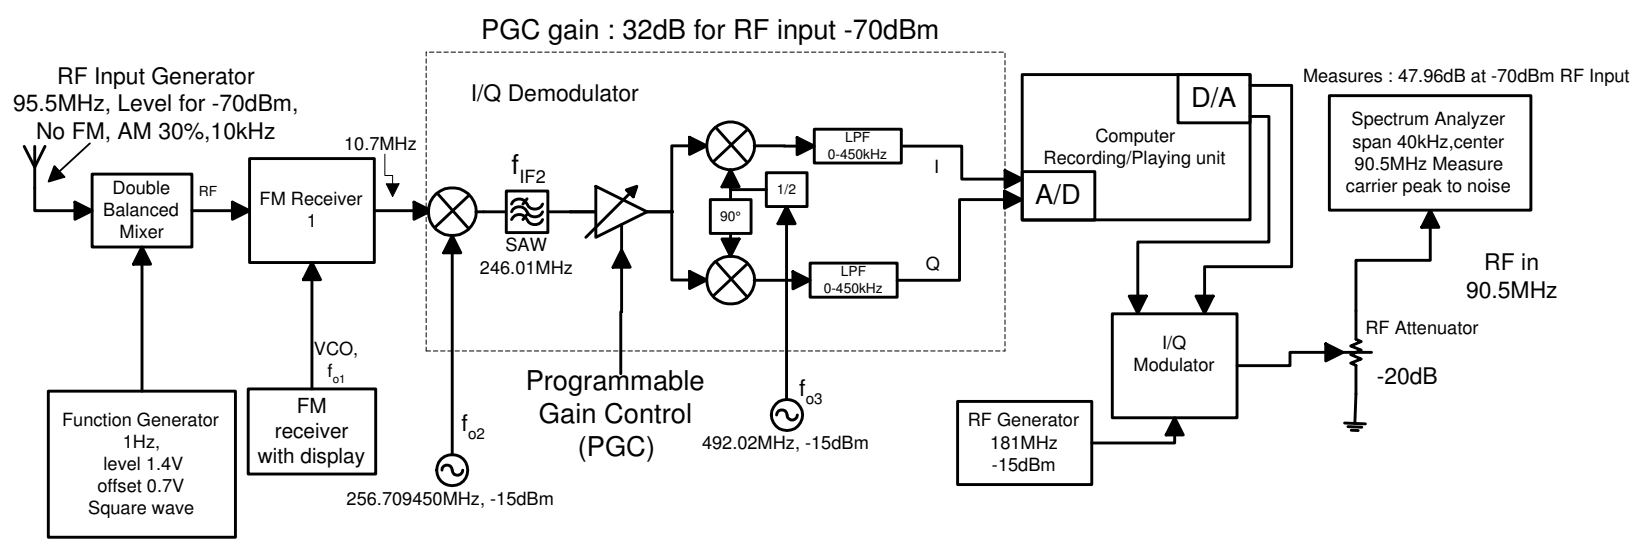 PGC gain : 32dB for RF input -70dBm
RF Input Generator
95.5MHz, Level for -70dBm,
No FM, AM 30%,10kHz
Double
Balanced
Mixer
RF
FM Receiver
1
10.7MHz
I/Q Demodulator
fIF2
SAW
246.01MHz
90°
1/2
LPF
0-450kHz
I
LPF
0-450kHz
Q
D/A
Computer
Recording/Playing unit
A/D
Measures : 47.96dB at -70dBm RF Input
Spectrum Analyzer
span 40kHz,center
90.5MHz Measure
carrier peak to noise
RF in
90.5MHz
RF Attenuator
-20dB
I/Q
Modulator
RF Generator
181MHz
-15dBm
VCO,
fo1
FM
receiver
with display
Function Generator
1Hz,
level 1.4V
offset 0.7V
Square wave
fo2
256.709450MHz, -15dBm
Programmable
Gain Control
(PGC)
fo3
492.02MHz, -15dBm